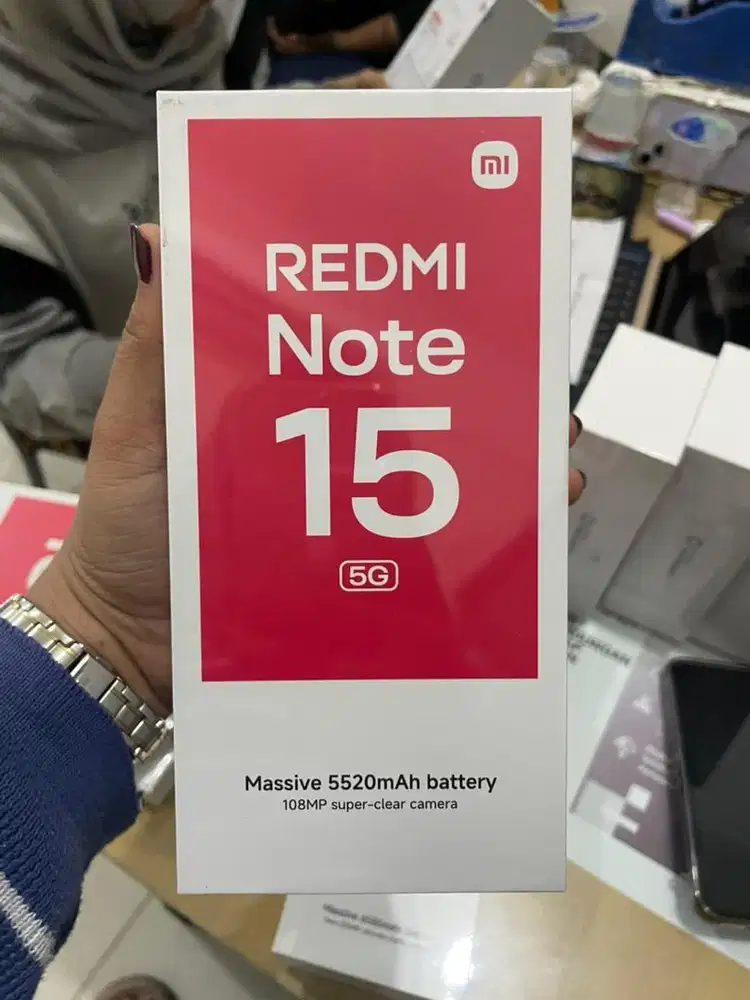 mi
REDMI
Note
15
5G
Massive 5520mAh battery
108MP super-clear camera